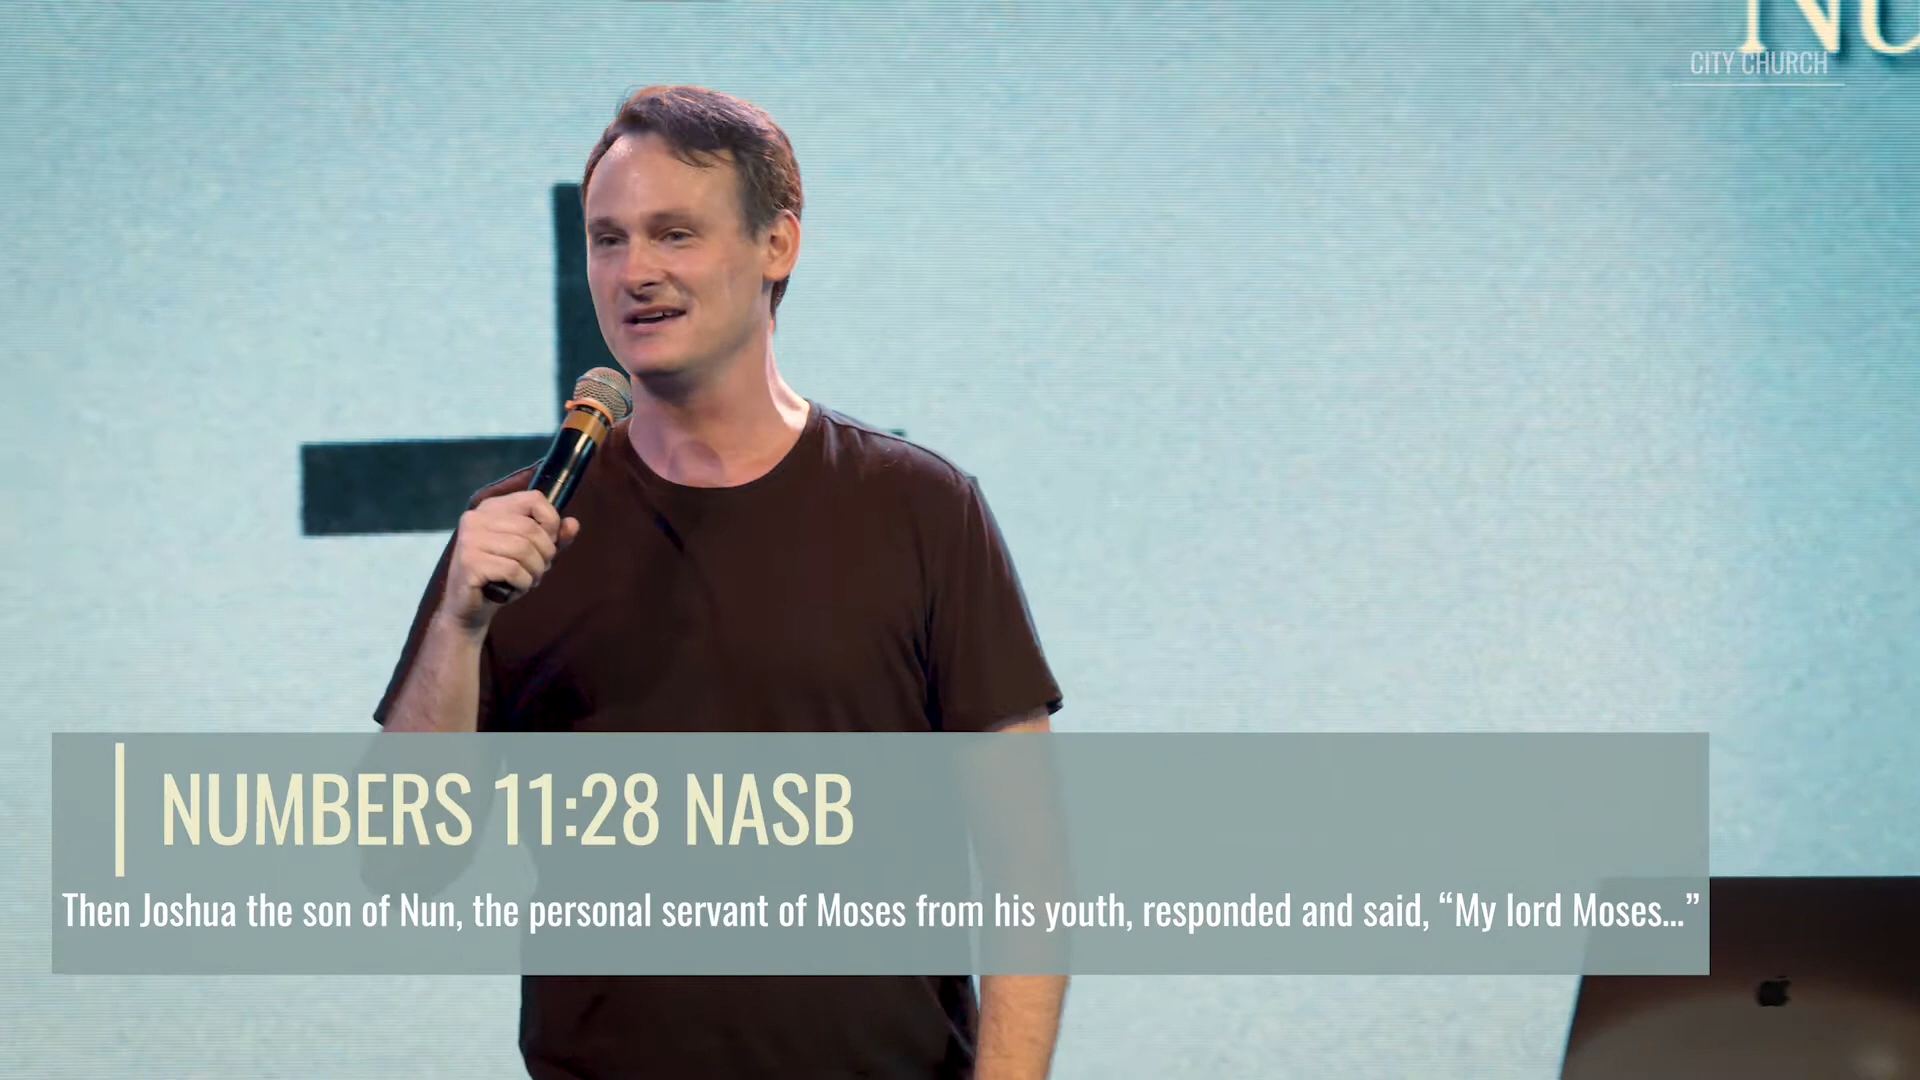 Nu
CITY CHURCH
NUMBERS 11:28 NASB
Then Joshua the son of Nun, the personal servant of Moses from his youth, responded and said, “My lord Moses...”